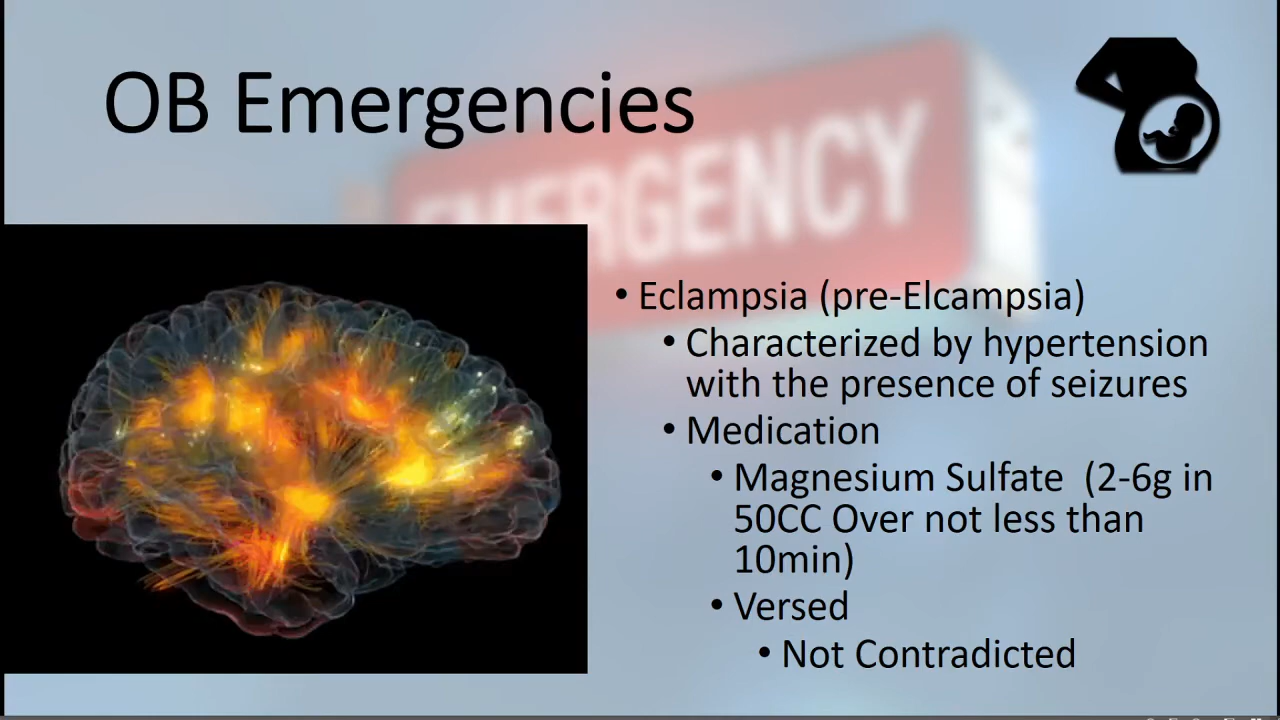 OB Emergencies
EMERGENCY
• Eclampsia (pre-Elcampsia)
• Characterized by hypertension
with the presence of seizures
• Medication
• Magnesium Sulfate (2-6g in
50CC Over not less than
10min)
• Versed
• Not Contradicted